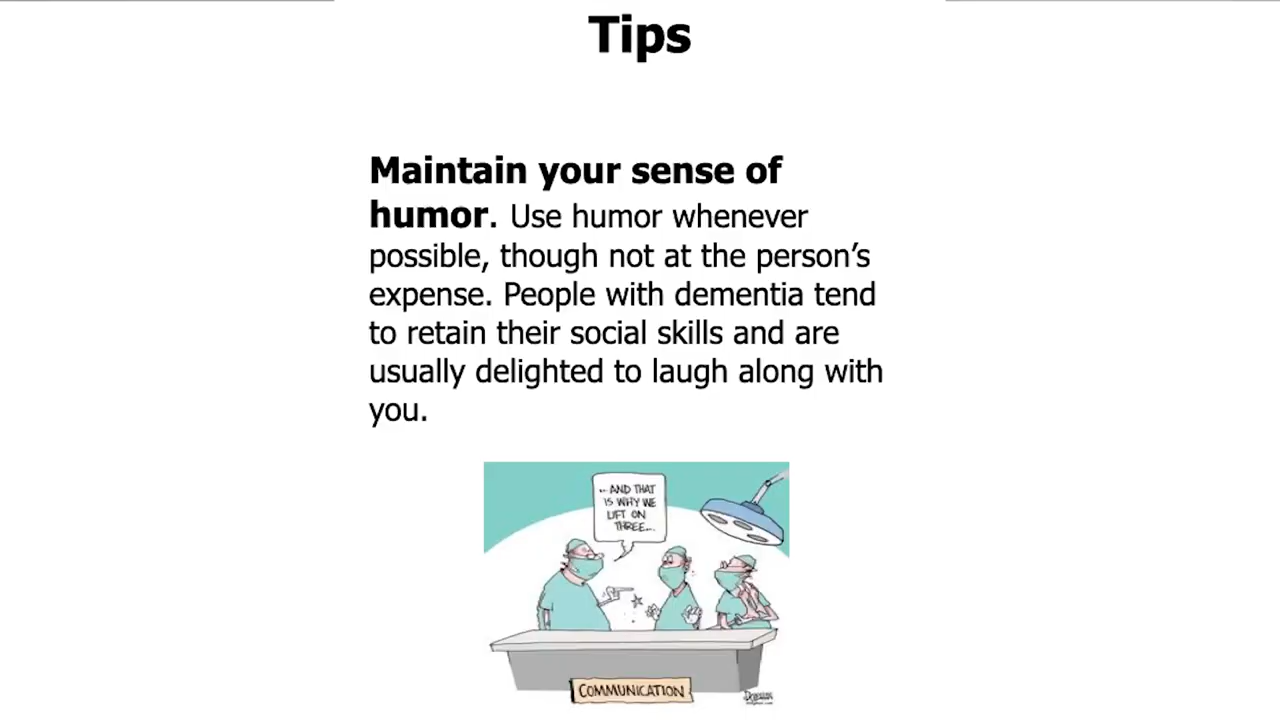 Tips
Maintain your sense of
humor. Use humor whenever
possible, though not at the person’s
expense. People with dementia tend
to retain their social skills and are
usually delighted to laugh along with
you.
...AND THAT
IS WHY WE
LIFT ON
THREE...
COMMUNICATION